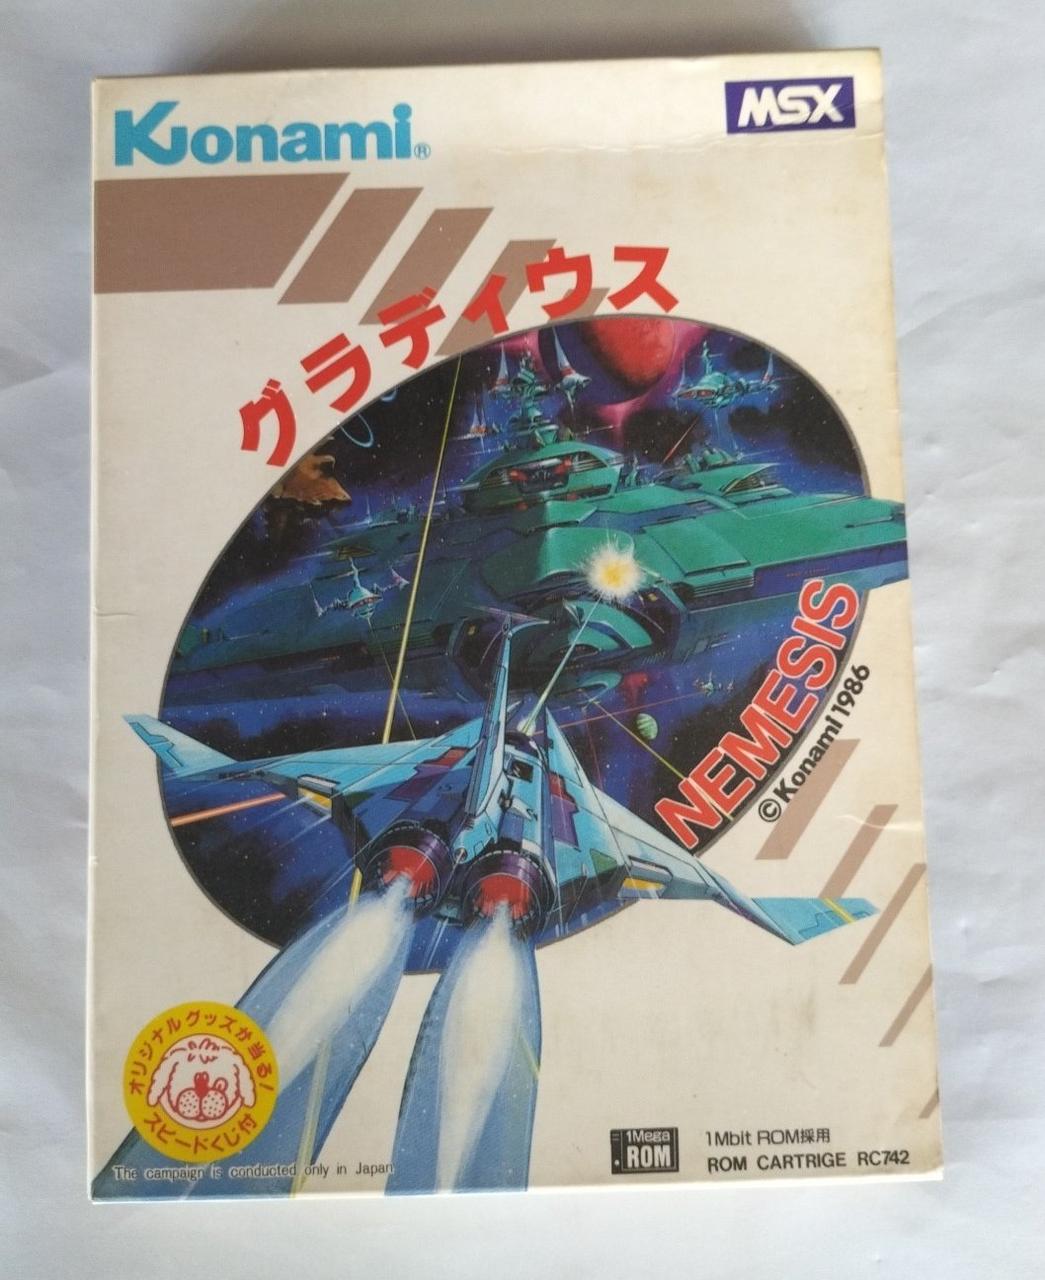 Konami®
MSX
グラディウス
NEMESIS
©Konami 1986
オリジナルグッズが当る!
スピードくじ付
The campaign is conducted only in Japan
1Mega
ROM
1Mbit ROM採用
ROM CARTRIGE RC742